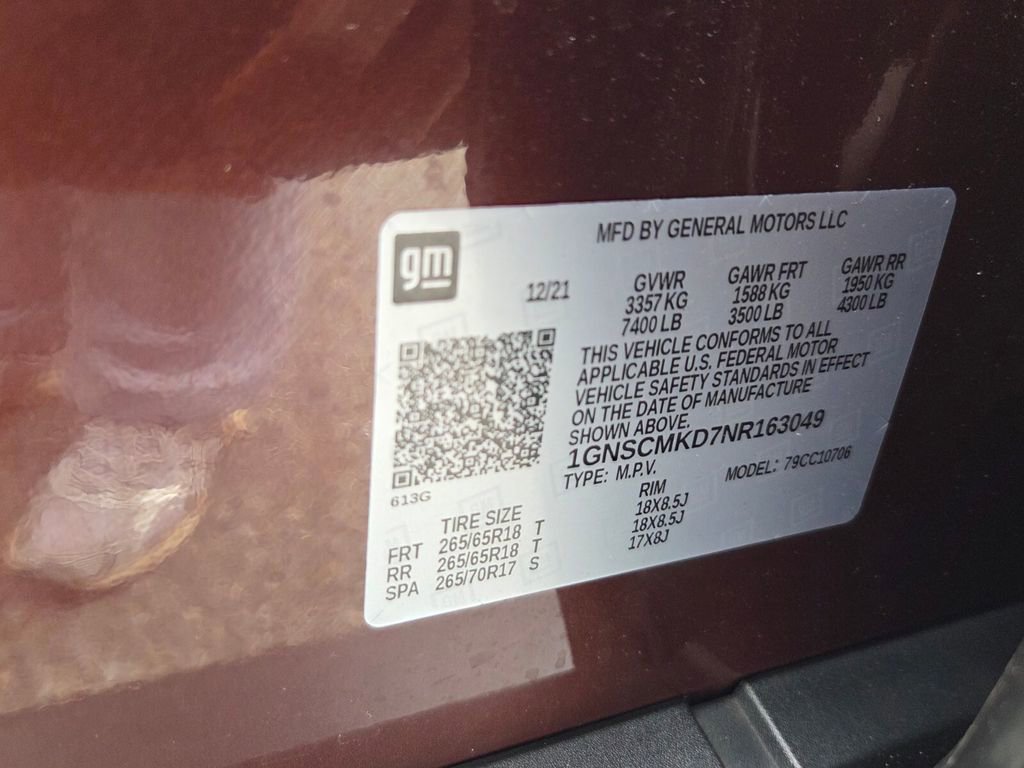 gm
MFD BY GENERAL MOTORS LLC
12/21
GVWR
3357 KG
7400 LB
GAWR FRT
1588 KG
3500 LB
GAWR RR
1950 KG
4300 LB
THIS VEHICLE CONFORMS TO ALL
APPLICABLE U.S. FEDERAL MOTOR
VEHICLE SAFETY STANDARDS IN EFFECT
ON THE DATE OF MANUFACTURE
SHOWN ABOVE.
1GNSCMKD7NR163049
TYPE: M.P.V. MODEL: 79CC10706
613G
TIRE SIZE RIM
FRT 265/65R18 T 18X8.5J
RR 265/65R18 T 18X8.5J
SPA 265/70R17 S 17X8J